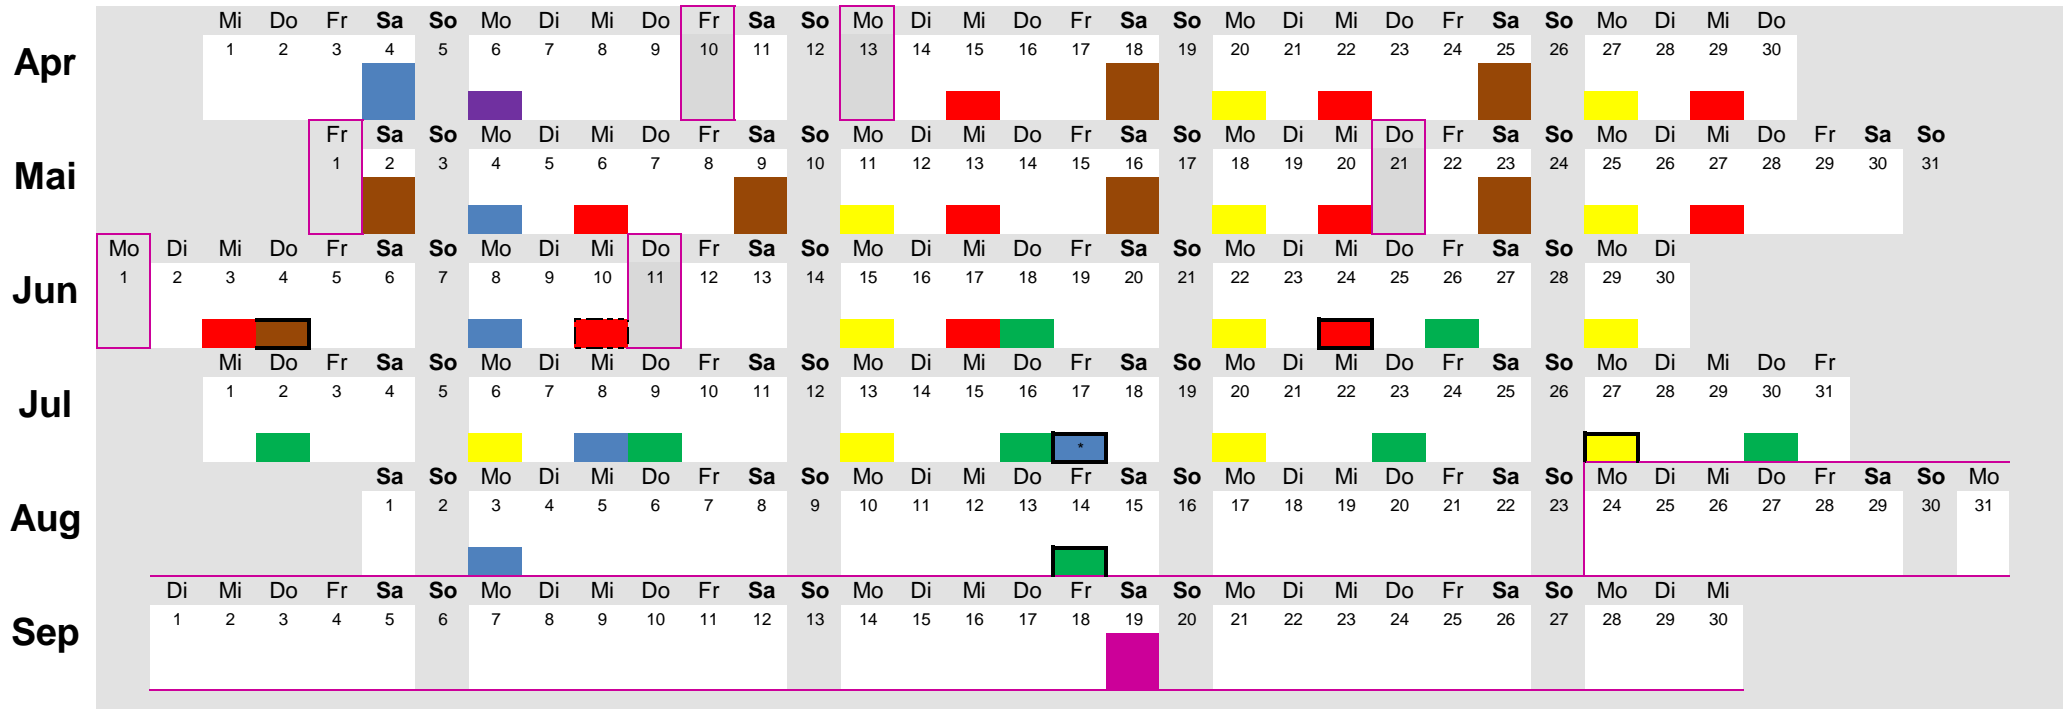 Mi Do Fr Sa So Mo Di Mi Do Fr Sa So Mo Di Mi Do Fr Sa So Mo Di Mi Do Fr Sa So Mo Di Mi Do
Apr 1 2 3 4 5 6 7 8 9 10 11 12 13 14 15 16 17 18 19 20 21 22 23 24 25 26 27 28 29 30
Fr Sa So Mo Di Mi Do Fr Sa So Mo Di Mi Do Fr Sa So Mo Di Mi Do Fr Sa So Mo Di Mi Do Fr Sa So
Mai 1 2 3 4 5 6 7 8 9 10 11 12 13 14 15 16 17 18 19 20 21 22 23 24 25 26 27 28 29 30 31
Mo Di Mi Do Fr Sa So Mo Di Mi Do Fr Sa So Mo Di Mi Do Fr Sa So Mo Di Mi Do Fr Sa So Mo Di
Jun 1 2 3 4 5 6 7 8 9 10 11 12 13 14 15 16 17 18 19 20 21 22 23 24 25 26 27 28 29 30
Mi Do Fr Sa So Mo Di Mi Do Fr Sa So Mo Di Mi Do Fr Sa So Mo Di Mi Do Fr Sa So Mo Di Mi Do Fr
Jul 1 2 3 4 5 6 7 8 9 10 11 12 13 14 15 16 17 18 19 20 21 22 23 24 25 26 27 28 29 30 31
*
Sa So Mo Di Mi Do Fr Sa So Mo Di Mi Do Fr Sa So Mo Di Mi Do Fr Sa So Mo Di Mi Do Fr Sa So Mo
Aug 1 2 3 4 5 6 7 8 9 10 11 12 13 14 15 16 17 18 19 20 21 22 23 24 25 26 27 28 29 30 31
Di Mi Do Fr Sa So Mo Di Mi Do Fr Sa So Mo Di Mi Do Fr Sa So Mo Di Mi Do Fr Sa So Mo Di Mi
Sep 1 2 3 4 5 6 7 8 9 10 11 12 13 14 15 16 17 18 19 20 21 22 23 24 25 26 27 28 29 30